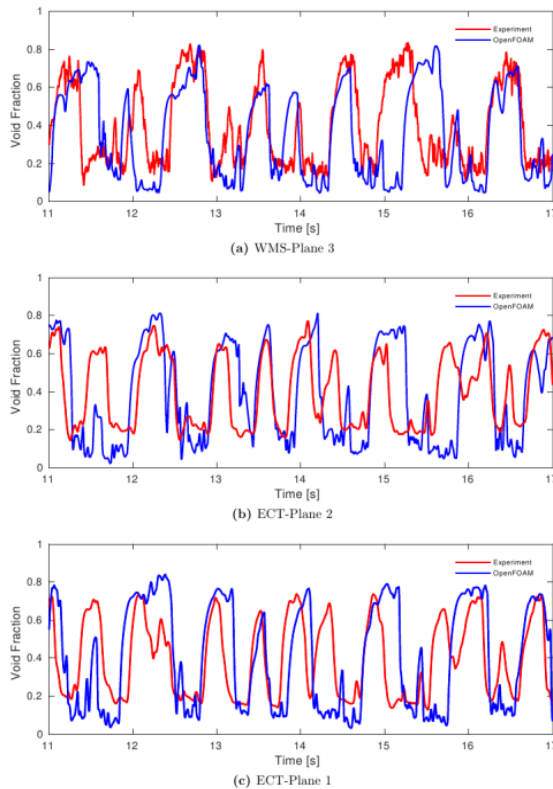 1
0.8
0.6
0.4
0.2
0
Void Fraction
Experiment
OpenFOAM
11 12 13 14 15 16 17
Time [s]
(a) WMS-Plane 3
1
0.8
0.6
0.4
0.2
0
Void Fraction
Experiment
OpenFOAM
11 12 13 14 15 16 17
Time [s]
(b) ECT-Plane 2
1
0.8
0.6
0.4
0.2
0
Void Fraction
Experiment
OpenFOAM
11 12 13 14 15 16 17
Time [s]
(c) ECT-Plane 1